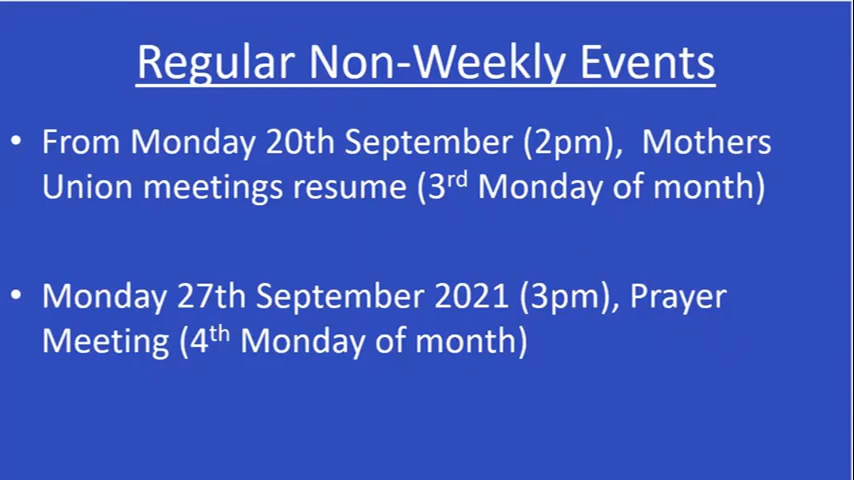 Regular Non-Weekly Events
• From Monday 20th September (2pm),  Mothers
Union meetings resume (3rd Monday of month)
• Monday 27th September 2021 (3pm), Prayer
Meeting (4th Monday of month)